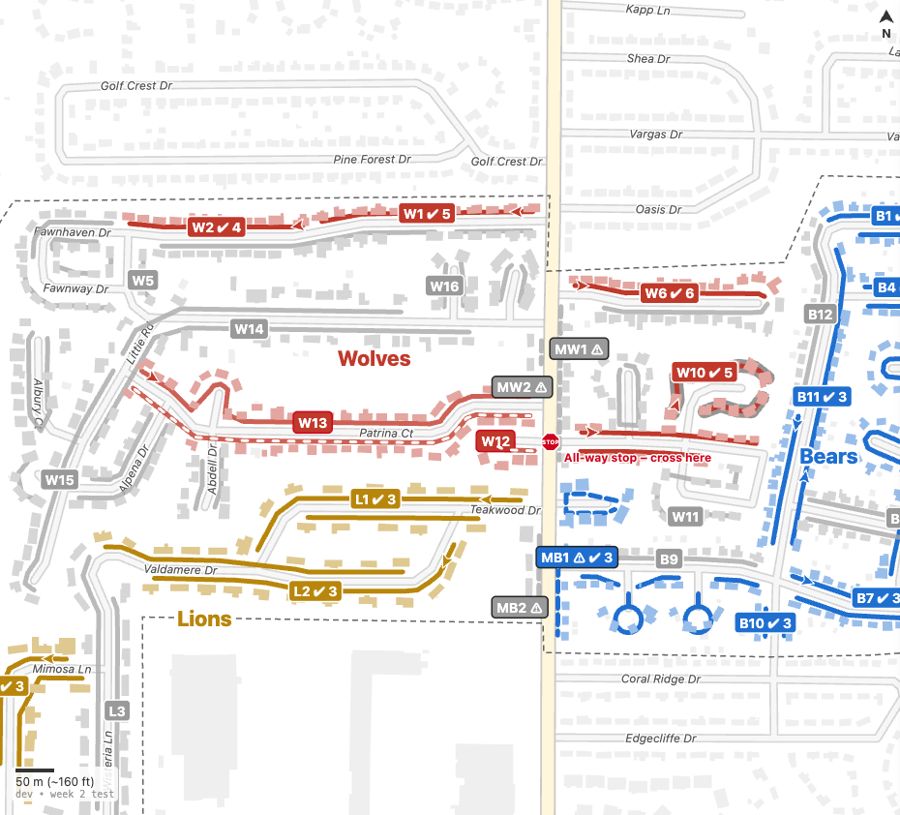 Kapp Ln
N
Shea Dr
Golf Crest Dr
Vargas Dr
Pine Forest Dr
Golf Crest Dr
Oasis Dr
W1 ✔ 5
W2 ✔ 4
B1
Fawnhaven Dr
W5
W16
Fawnway Dr
W6 ✔ 6
B4
B12
W14
Little Rd
MW1 ⚠
Wolves
W10 ✔ 5
MW2 ⚠
Albury Ct
B11 ✔ 3
W13
Patrina Ct
W12
STOP
All-way stop – cross here
Bears
Alpena Dr
Abdell Dr
W15
L1 ✔ 3
Teakwood Dr
W11
MB1 ⚠ ✔ 3
B9
Valdamere Dr
L2 ✔ 3
B7 ✔ 3
MB2 ⚠
Lions
B10 ✔ 3
Mimosa Ln
✔ 3
Coral Ridge Dr
L3
Edgecliffe Dr
50 m (~160 ft)
dev • week 2 test